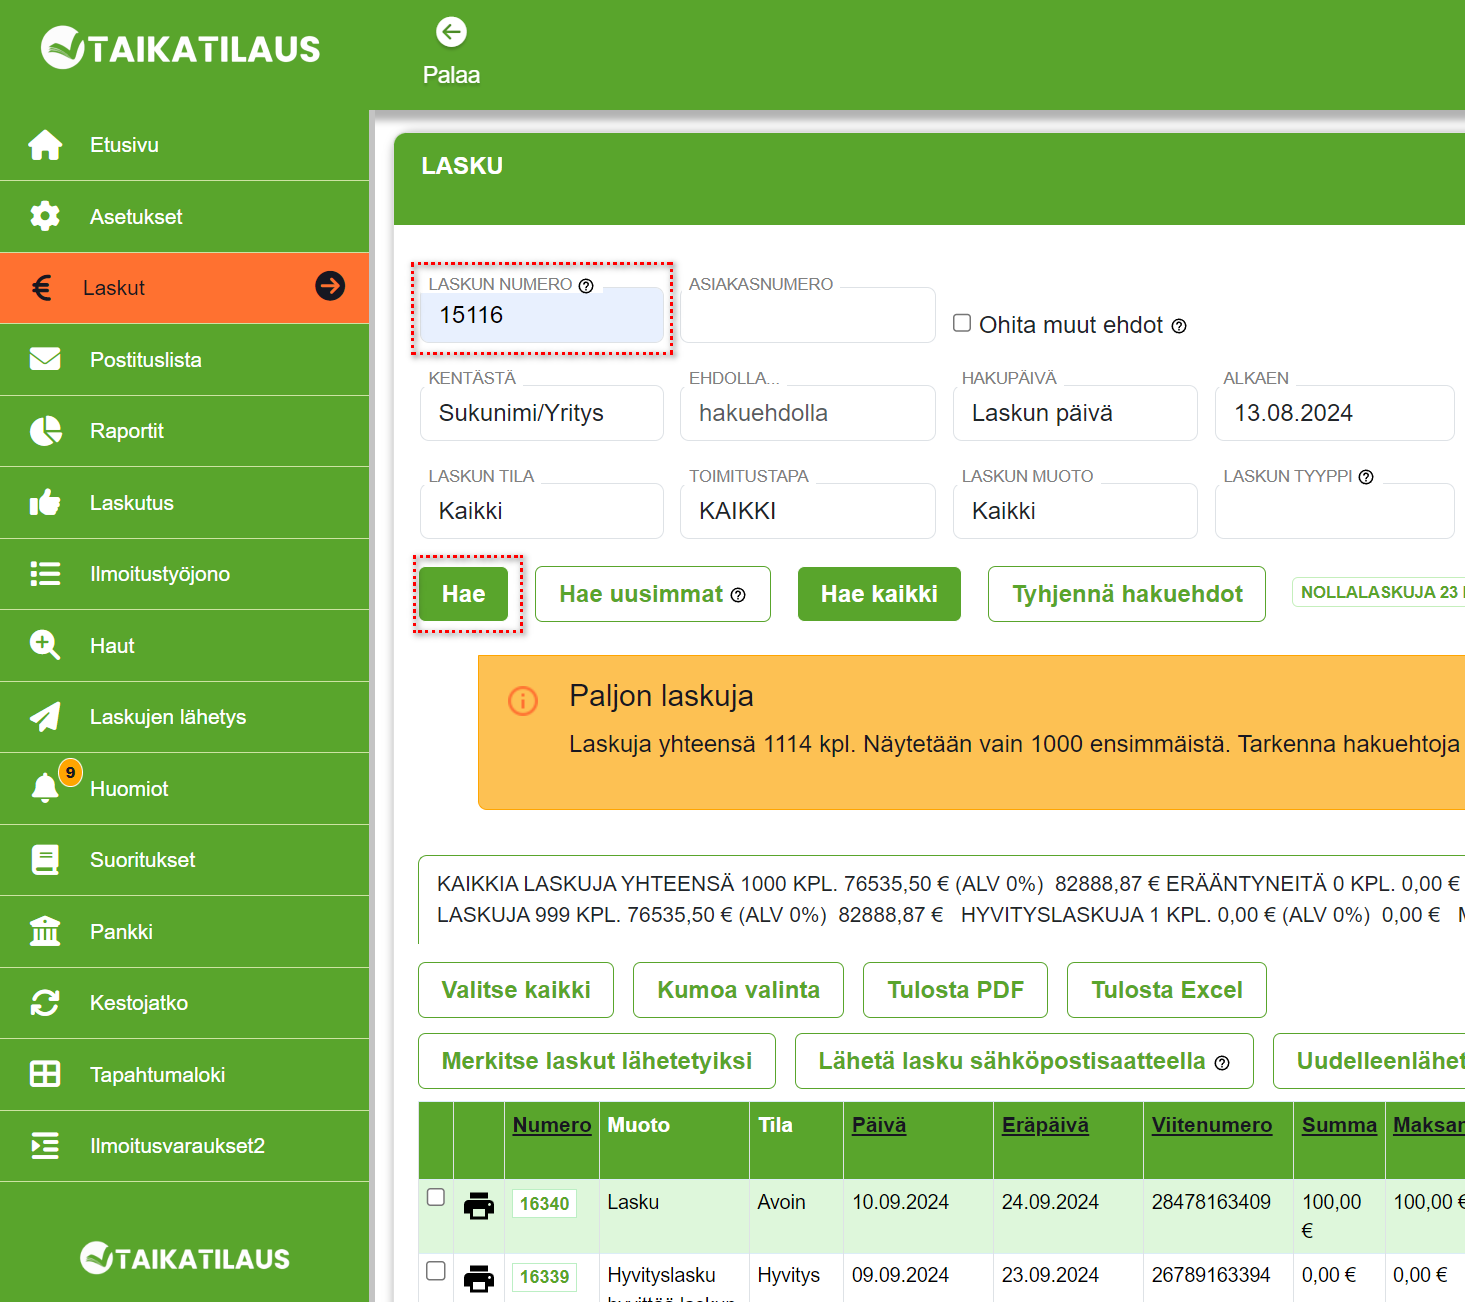 TAIKATILAUS
Palaa
Etusivu
Asetukset
Laskut
Postituslista
Raportit
Laskutus
Ilmoitustyöjono
Haut
Laskujen lähetys
9
Huomiot
Suoritukset
Pankki
Kestojatko
Tapahtumaloki
Ilmoitusvaraukset2
TAIKATILAUS
LASKU
LASKUN NUMERO ASIAKASNUMERO
15116
Ohita muut ehdot
KENTÄSTÄ EHDOLLA... HAKUPÄIVÄ ALKAEN
Sukunimi/Yritys hakuehdolla Laskun päivä 13.08.2024
LASKUN TILA TOIMITUSTAPA LASKUN MUOTO LASKUN TYYPPI
Kaikki KAIKKI Kaikki
Hae Hae uusimmat Hae kaikki Tyhjennä hakuehdot NOLLALASKUJA 23
Paljon laskuja
Laskuja yhteensä 1114 kpl. Näytetään vain 1000 ensimmäistä. Tarkenna hakuehtoja
KAIKKIA LASKUJA YHTEENSÄ 1000 KPL. 76535,50 € (ALV 0%) 82888,87 € ERÄÄNTYNEITÄ 0 KPL. 0,00 €
LASKUJA 999 KPL. 76535,50 € (ALV 0%) 82888,87 € HYVITYSLASKUJA 1 KPL. 0,00 € (ALV 0%) 0,00 €
Valitse kaikki Kumoa valinta Tulosta PDF Tulosta Excel
Merkitse laskut lähetetyiksi Lähetä lasku sähköpostisaatteella Uudelleenlähet
Numero Muoto Tila Päivä Eräpäivä Viitenumero Summa Maksan
16340 Lasku Avoin 10.09.2024 24.09.2024 28478163409 100,00 100,00 €
€
16339 Hyvityslasku Hyvitys 09.09.2024 23.09.2024 26789163394 0,00 € 0,00 €